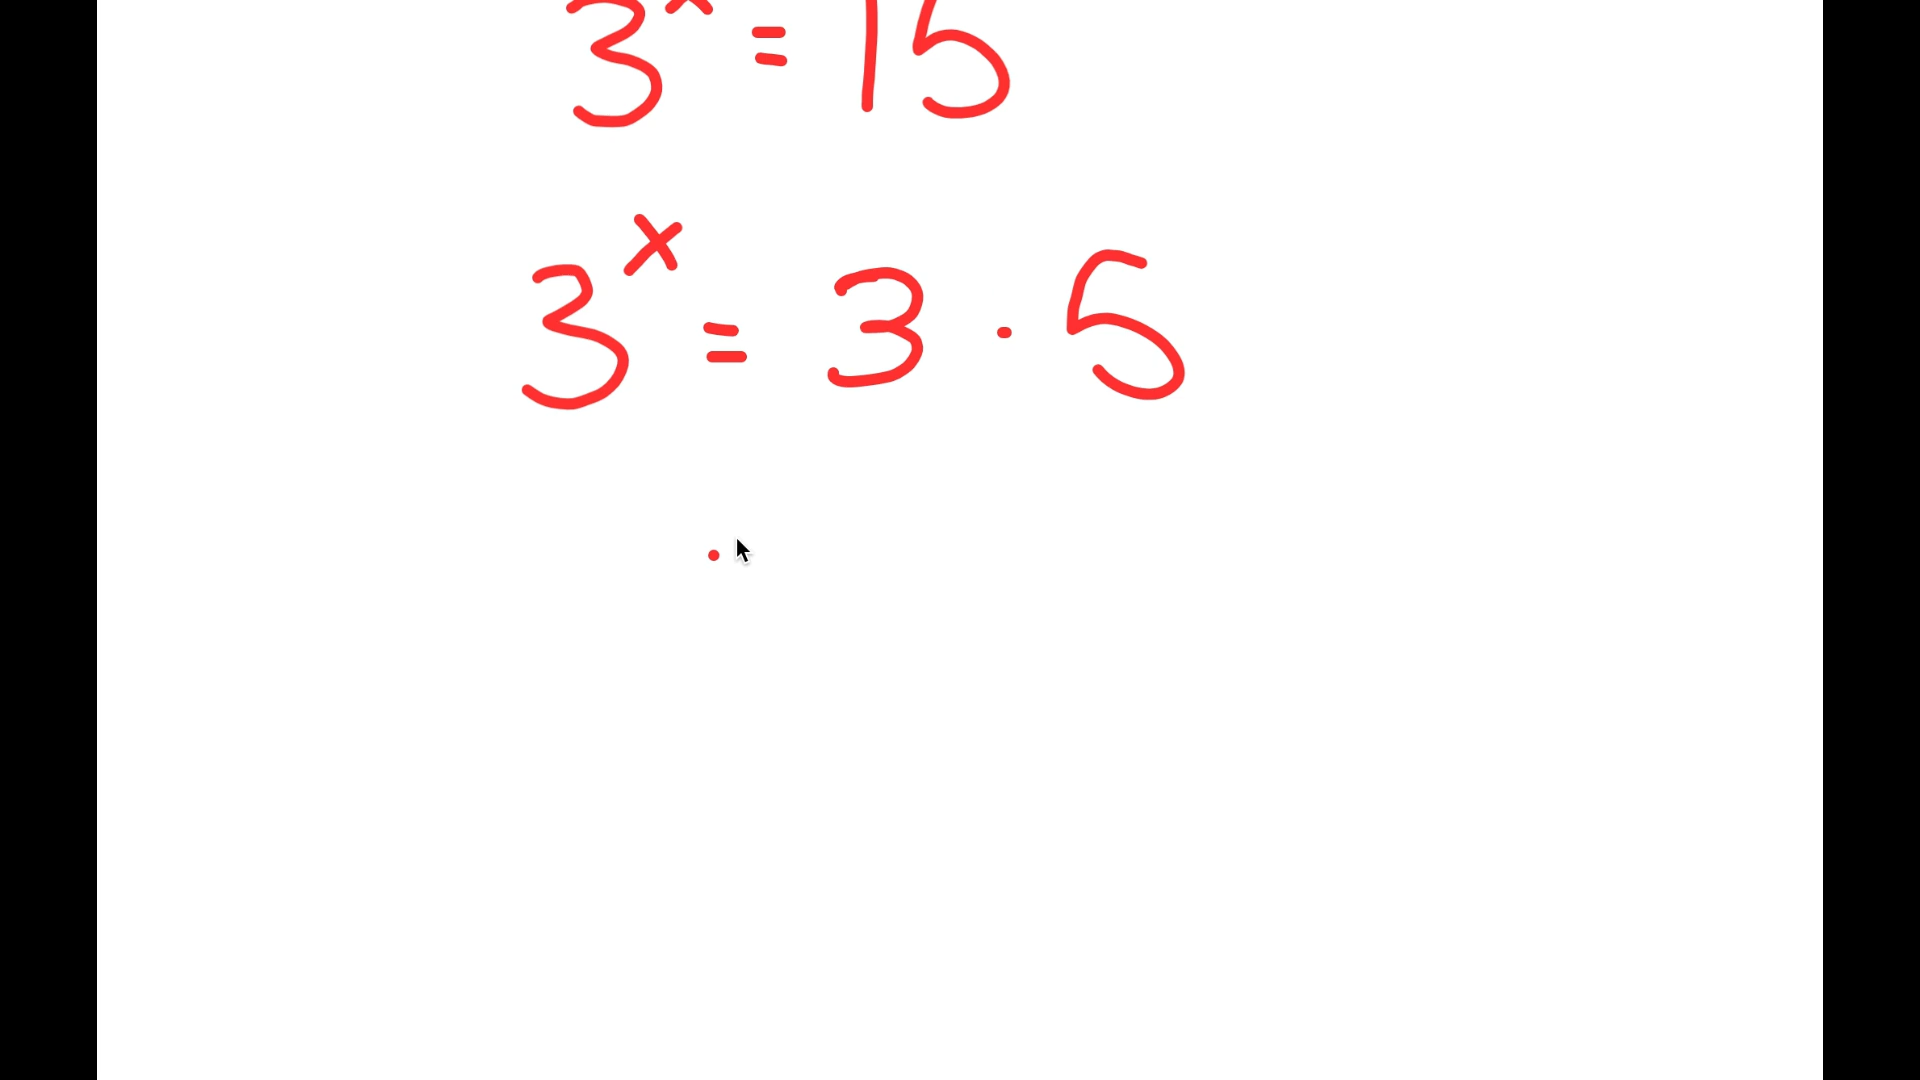 3^x = 15
3^x = 3 · 5
.